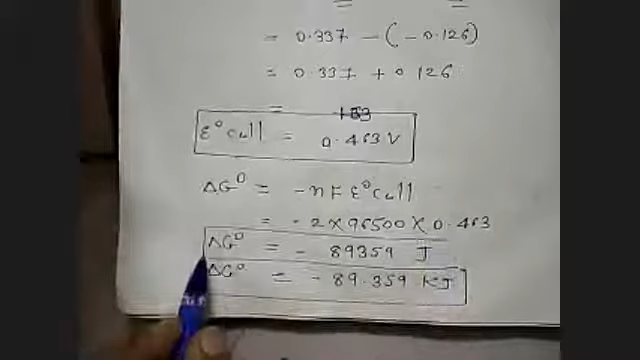 = 0.337 - (-0.126)
= 0.337 + 0.126
=
E°cell = 0.463 V
ΔG° = -nFE°cell
= - 2 × 96500 × 0.463
ΔG° = - 89359 J
ΔG° = - 89.359 KJ